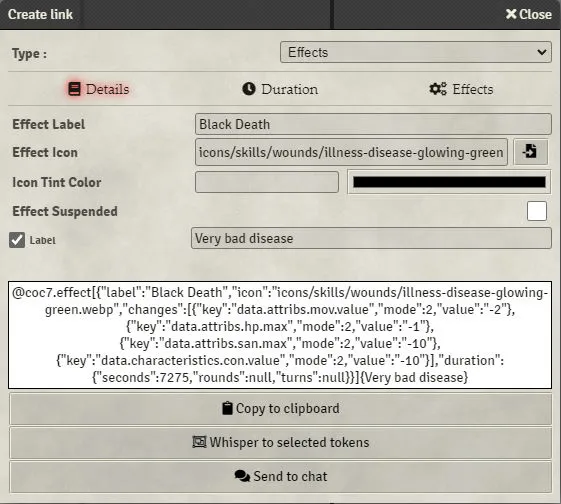 Create link
Close
Type :
Effects
Details
Duration
Effects
Effect Label
Black Death
Effect Icon
icons/skills/wounds/illness-disease-glowing-green
Icon Tint Color
Effect Suspended
Label
Very bad disease
@coc7.effect[{"label":"Black Death","icon":"icons/skills/wounds/illness-disease-glowing-
green.webp","changes":[{"key":"data.attribs.mov.value","mode":2,"value":"-2"},
{"key":"data.attribs.hp.max","mode":2,"value":"-1"},
{"key":"data.attribs.san.max","mode":2,"value":"-10"},
{"key":"data.characteristics.con.value","mode":2,"value":"-10"}],"duration":
{"seconds":7275,"rounds":null,"turns":null}}]{Very bad disease}
Copy to clipboard
Whisper to selected tokens
Send to chat